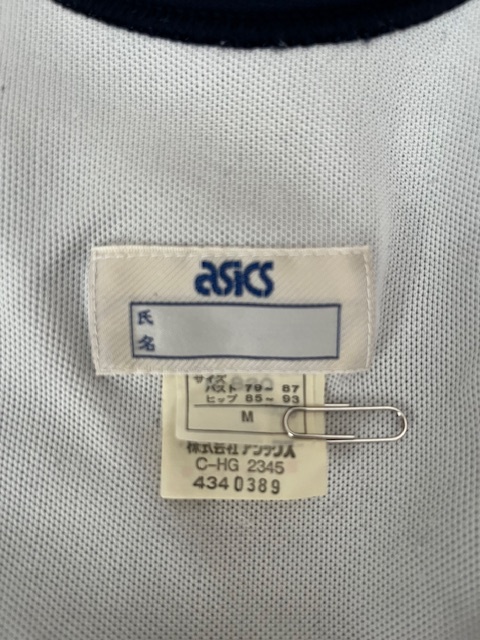 asics
氏
名
サイズ
バスト 79~ 87
ヒップ 85~ 93
M
株式会社アシックス
C-HG 2345
4340389